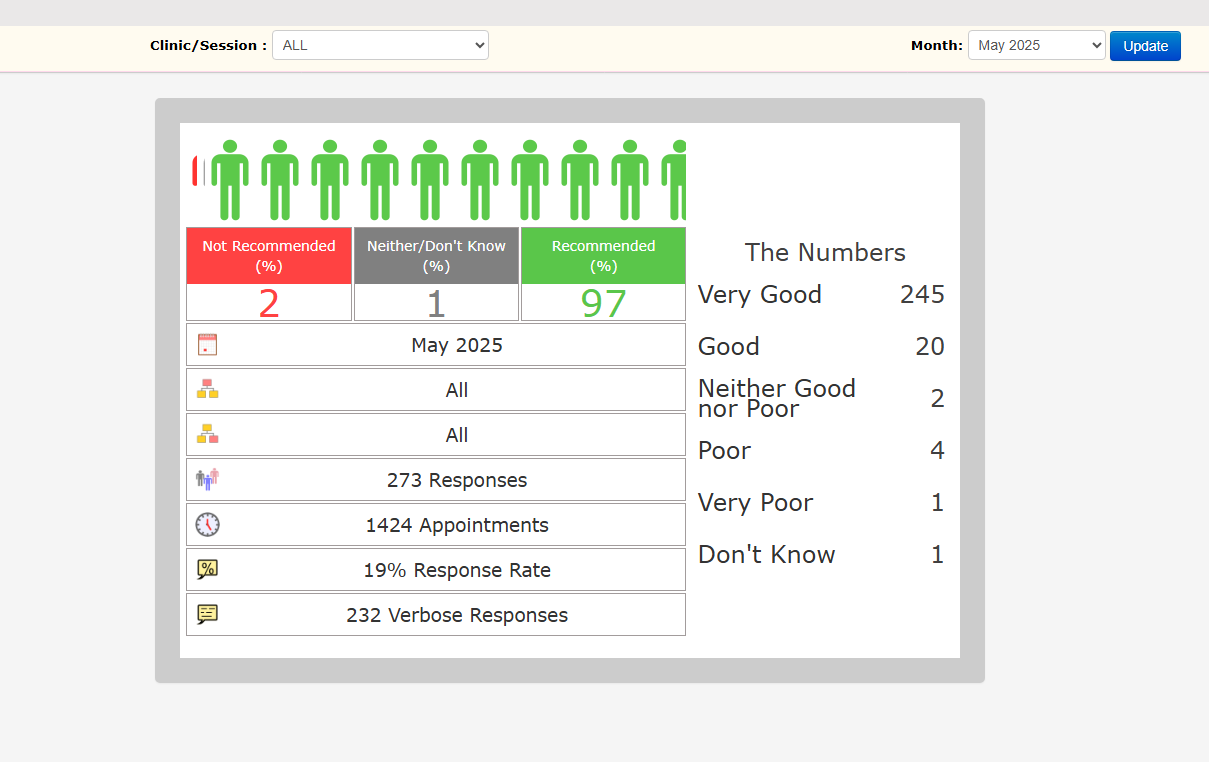 Clinic/Session : ALL Month: May 2025 Update
Not Recommended (%)
Neither/Don't Know (%)
Recommended (%)
2 1 97
May 2025
All
All
273 Responses
1424 Appointments
19% Response Rate
232 Verbose Responses
The Numbers
Very Good 245
Good 20
Neither Good
nor Poor 2
Poor 4
Very Poor 1
Don't Know 1